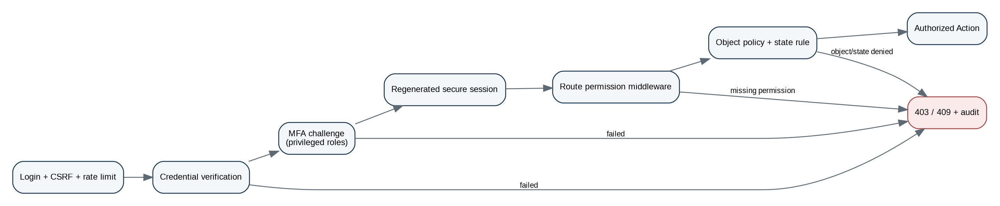 Login + CSRF + rate limit
Credential verification
MFA challenge
(privileged roles)
Regenerated secure session
Route permission middleware
Object policy + state rule
Authorized Action
object/state denied
missing permission
403 / 409 + audit
failed
failed